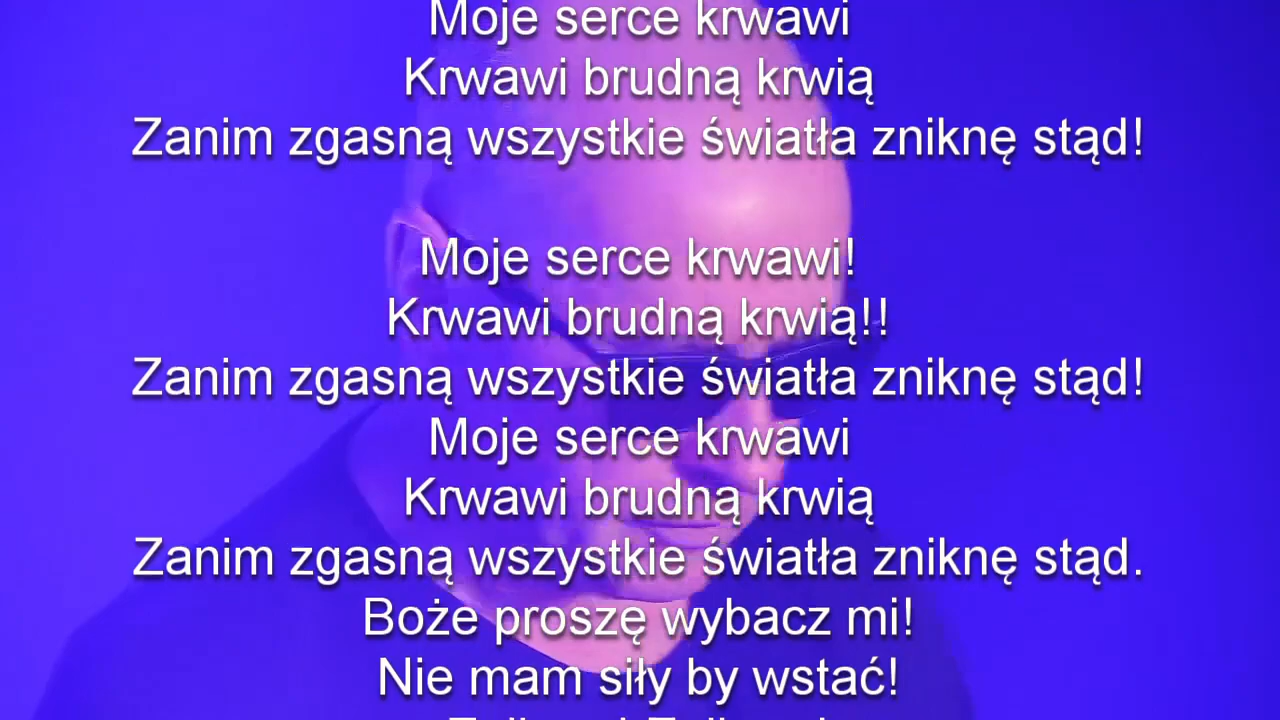 Moje serce krwawi
Krwawi brudną krwią
Zanim zgasną wszystkie światła zniknę stąd!
Moje serce krwawi!
Krwawi brudną krwią!!
Zanim zgasną wszystkie światła zniknę stąd!
Moje serce krwawi
Krwawi brudną krwią
Zanim zgasną wszystkie światła zniknę stąd.
Boże proszę wybacz mi!
Nie mam siły by wstać!